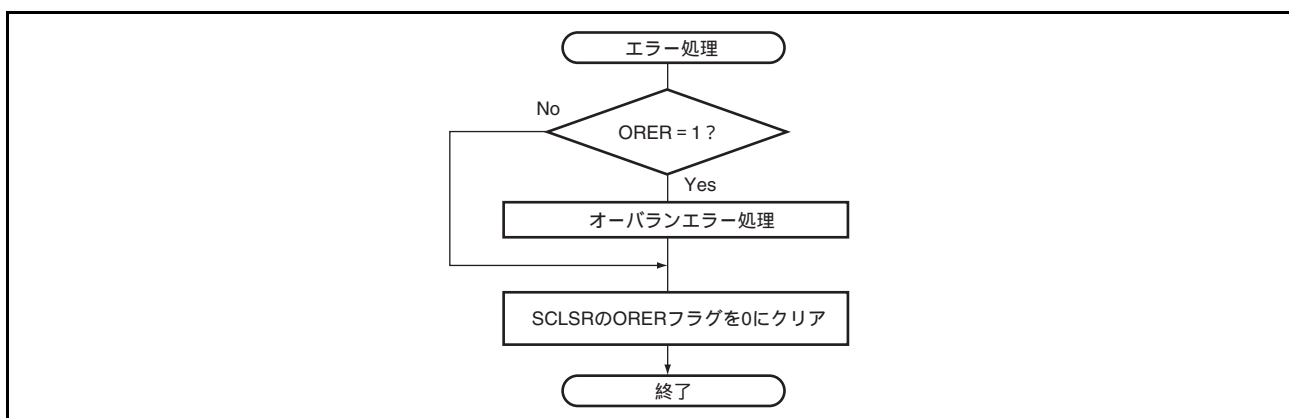 エラー処理
No
ORER = 1 ?
Yes
オーバランエラー処理
SCLSRのORERフラグを0にクリア
終了